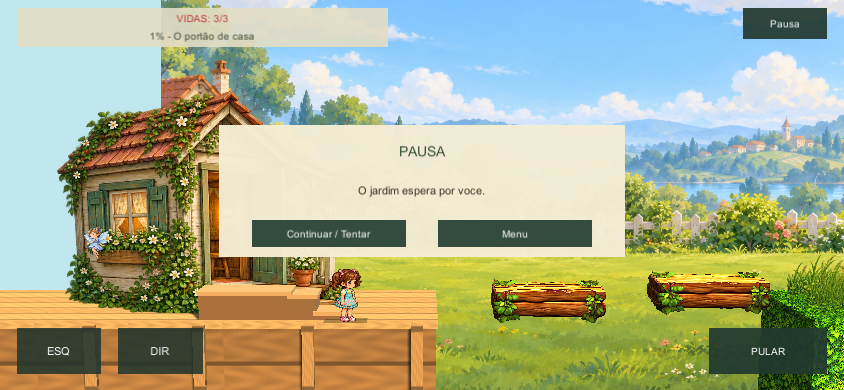 VIDAS: 3/3
1% - O portão de casa
Pausa
PAUSA
O jardim espera por voce.
Continuar / Tentar
Menu
ESQ
DIR
PULAR